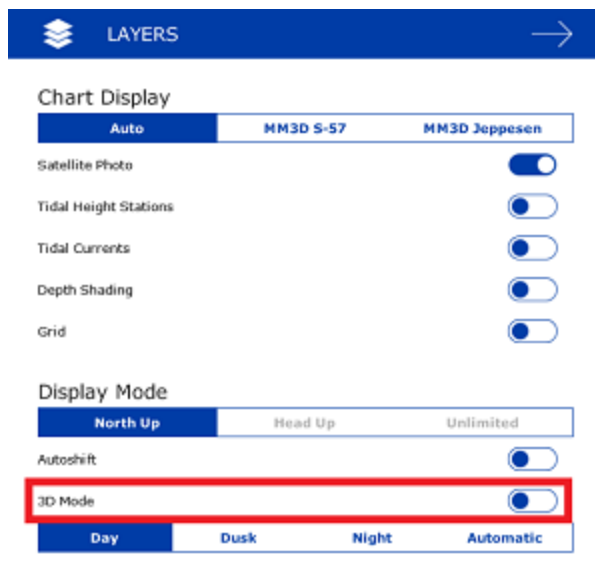 LAYERS
Chart Display
Auto MM3D S-57 MM3D Jeppesen
Satellite Photo
Tidal Height Stations
Tidal Currents
Depth Shading
Grid
Display Mode
North Up Head Up Unlimited
Autoshift
3D Mode
Day Dusk Night Automatic